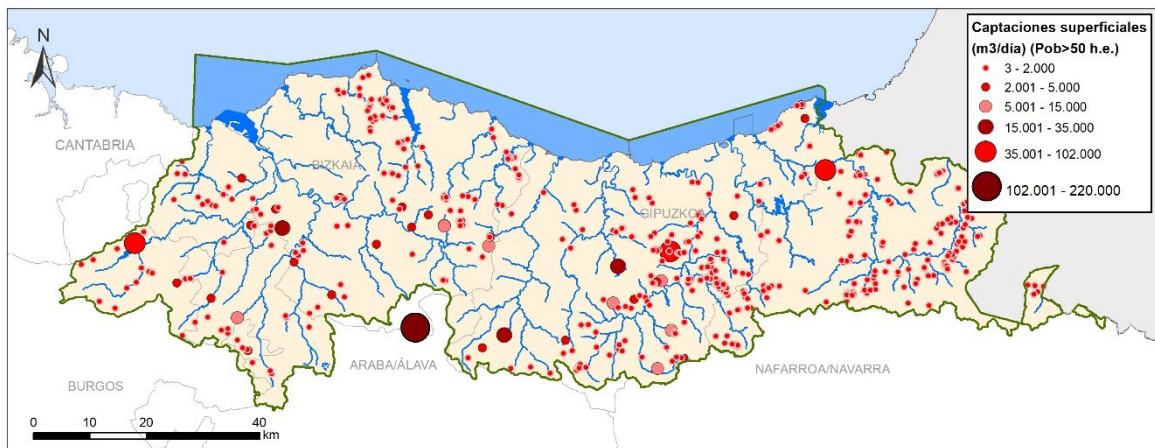 N
CANTABRIA
BIZKAIA
GIPUZKOA
BURGOS
ARABA/ÁLAVA
NAFARROA/NAVARRA
0 10 20 40
km
Captaciones superficiales
(m3/día) (Pob>50 h.e.)
3 - 2.000
2.001 - 5.000
5.001 - 15.000
15.001 - 35.000
35.001 - 102.000
102.001 - 220.000